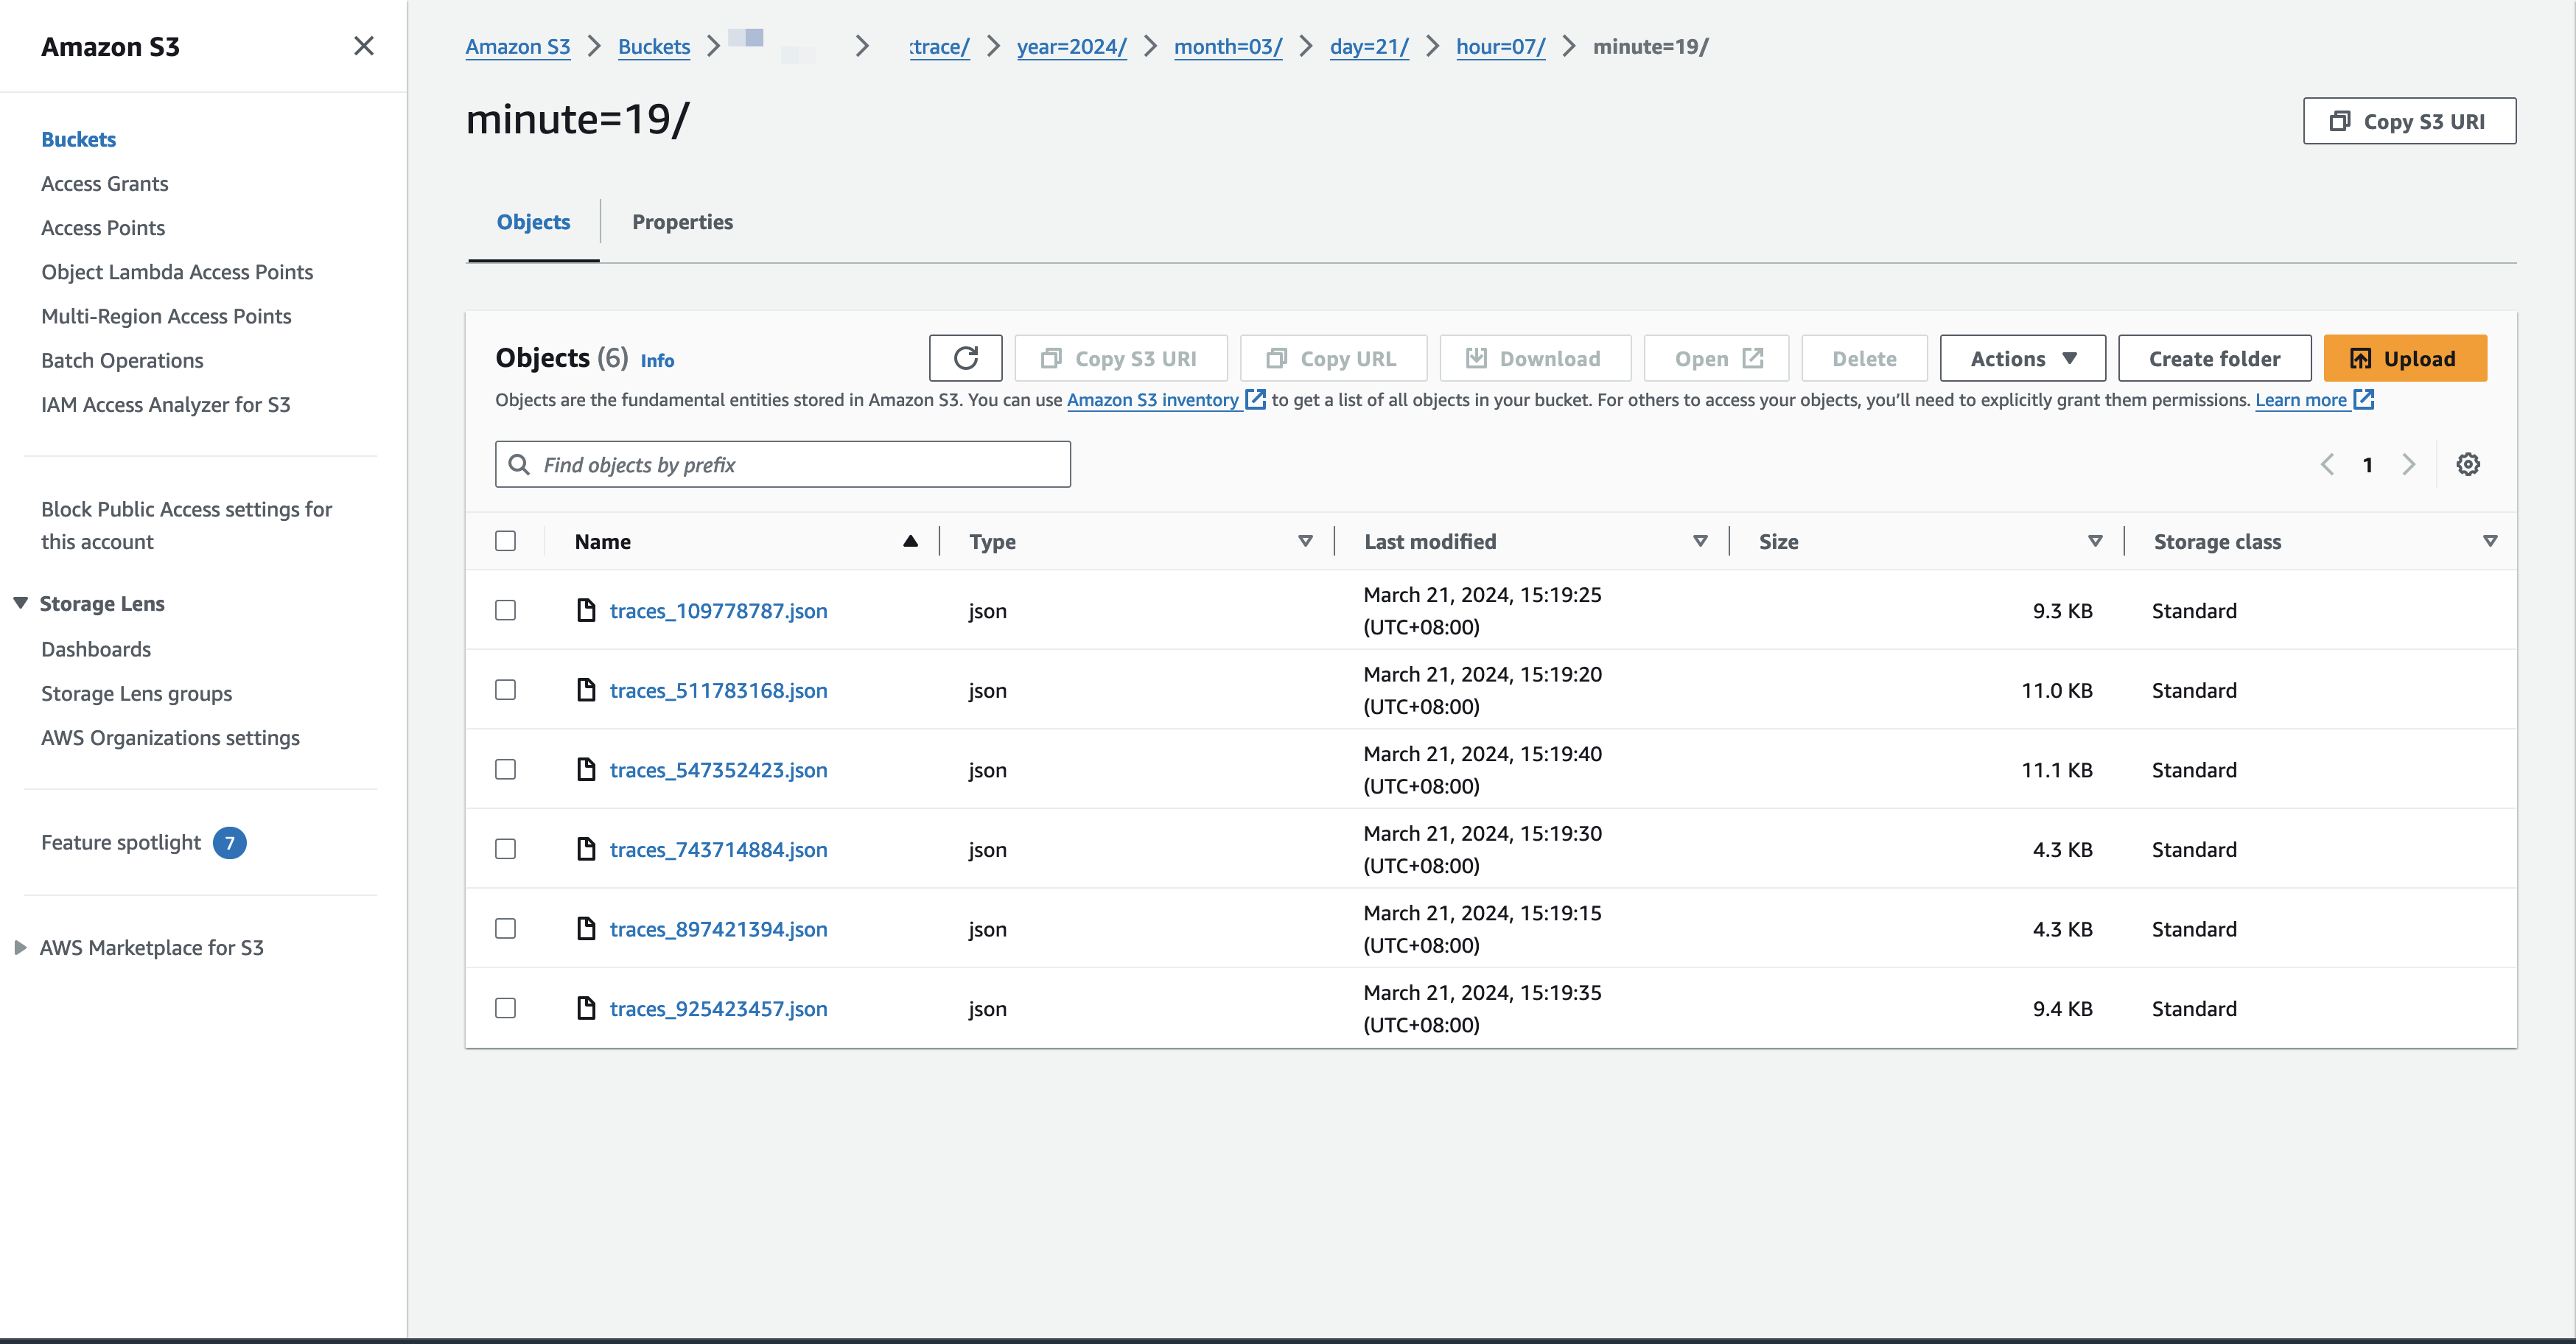 Amazon S3
Buckets
Access Grants
Access Points
Object Lambda Access Points
Multi-Region Access Points
Batch Operations
IAM Access Analyzer for S3
Block Public Access settings for
this account
Storage Lens
Dashboards
Storage Lens groups
AWS Organizations settings
Feature spotlight 7
AWS Marketplace for S3
Amazon S3 Buckets trace/ year=2024/ month=03/ day=21/ hour=07/ minute=19/
minute=19/
Copy S3 URI
Objects Properties
Objects (6) Info
Copy S3 URI Copy URL Download Open Delete Actions Create folder Upload
Objects are the fundamental entities stored in Amazon S3. You can use Amazon S3 inventory to get a list of all objects in your bucket. For others to access your objects, you’ll need to explicitly grant them permissions. Learn more
Find objects by prefix
1
Name Type Last modified Size Storage class
traces_109778787.json json March 21, 2024, 15:19:25 9.3 KB Standard
(UTC+08:00)
traces_511783168.json json March 21, 2024, 15:19:20 11.0 KB Standard
(UTC+08:00)
traces_547352423.json json March 21, 2024, 15:19:40 11.1 KB Standard
(UTC+08:00)
traces_743714884.json json March 21, 2024, 15:19:30 4.3 KB Standard
(UTC+08:00)
traces_897421394.json json March 21, 2024, 15:19:15 4.3 KB Standard
(UTC+08:00)
traces_925423457.json json March 21, 2024, 15:19:35 9.4 KB Standard
(UTC+08:00)